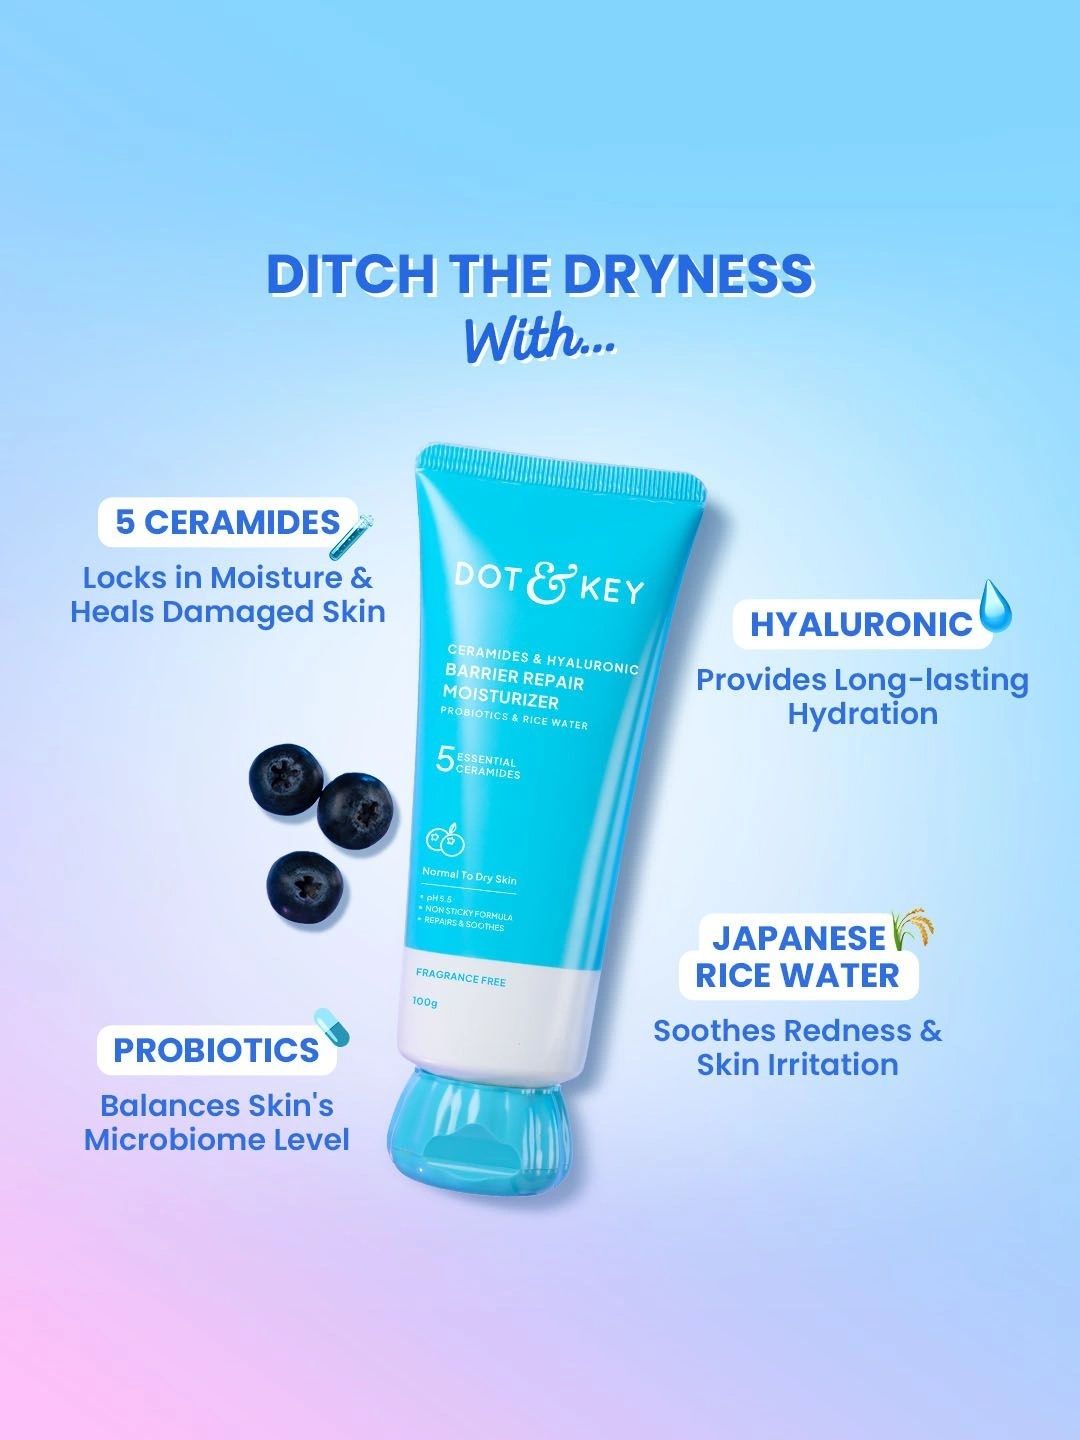 DITCH THE DRYNESS
With...
5 CERAMIDES
Locks in Moisture &
Heals Damaged Skin
HYALURONIC
Provides Long-lasting
Hydration
DOT & KEY
CERAMIDES & HYALURONIC
BARRIER REPAIR
MOISTURIZER
PROBIOTICS & RICE WATER
5 ESSENTIAL
CERAMIDES
Normal To Dry Skin
• pH 5.5
• NON STICKY FORMULA
• REPAIRS & SOOTHES
FRAGRANCE FREE
100g
JAPANESE
RICE WATER
Soothes Redness &
Skin Irritation
PROBIOTICS
Balances Skin's
Microbiome Level